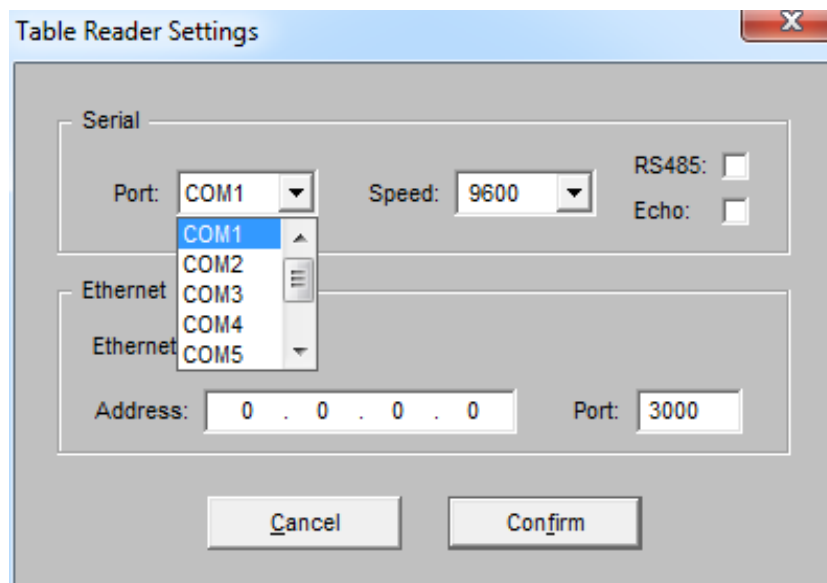 Table Reader Settings
Serial
Port: COM1 Speed: 9600 RS485:
Echo:
COM1
COM2
COM3
COM4
COM5
Ethernet
Ethernet
Address: 0 . 0 . 0 . 0 Port: 3000
Cancel Confirm